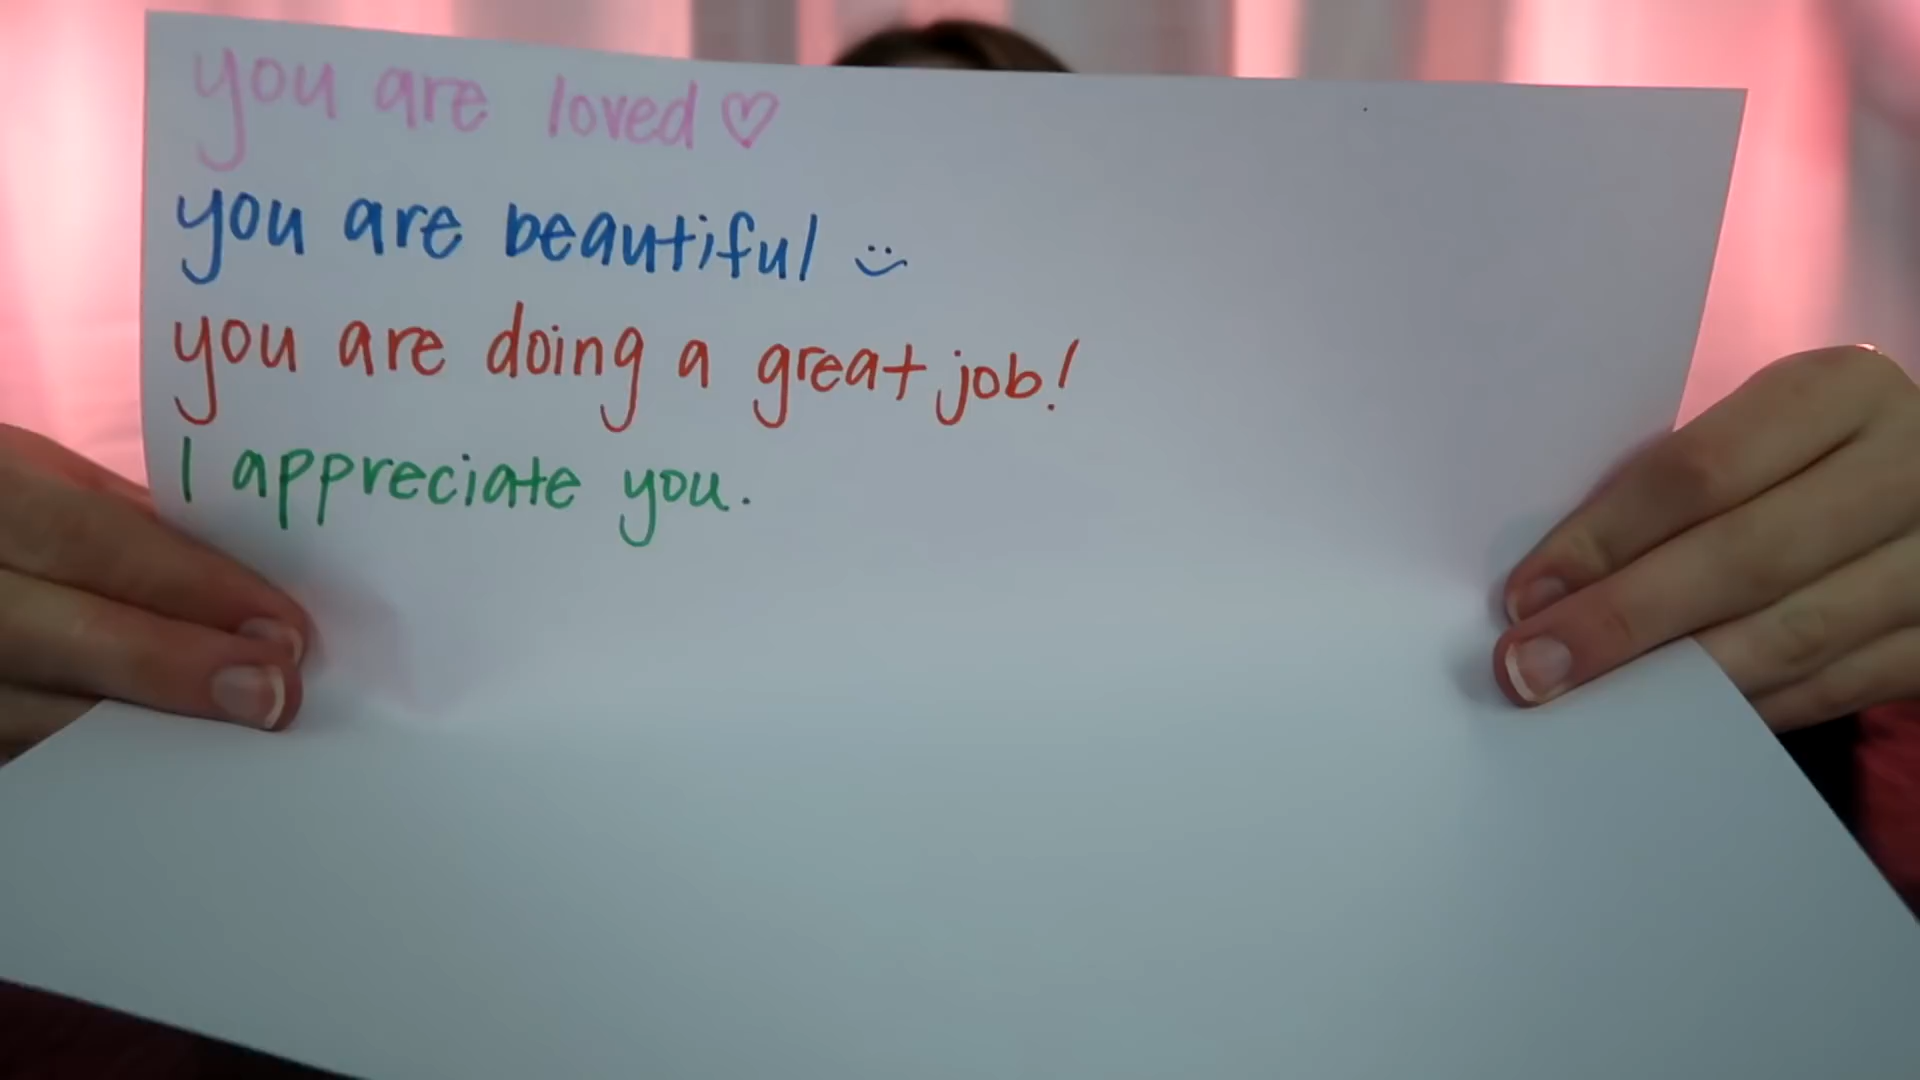 you are loved ♡
you are beautiful :)
you are doing a great job!
I appreciate you.